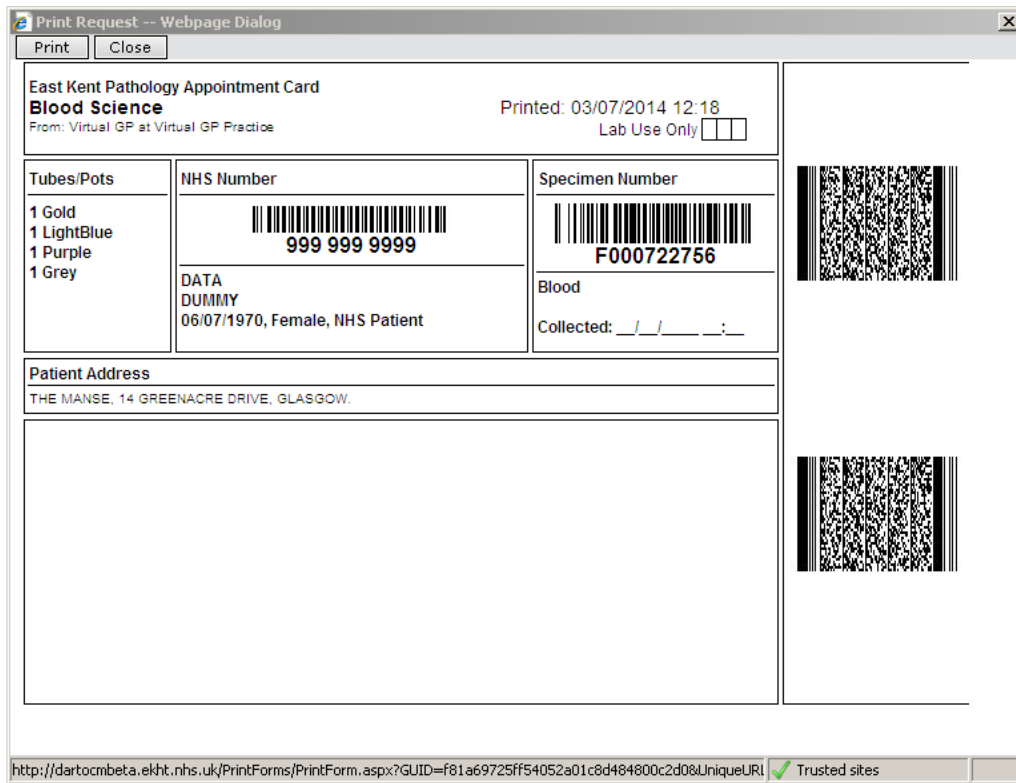 Print Request -- Webpage Dialog
Print Close
East Kent Pathology Appointment Card
Blood Science
From: Virtual GP at Virtual GP Practice
Printed: 03/07/2014 12:18
Lab Use Only
Tubes/Pots
1 Gold
1 LightBlue
1 Purple
1 Grey
NHS Number
999 999 9999
DATA
DUMMY
06/07/1970, Female, NHS Patient
Specimen Number
F000722756
Blood
Collected: __/__/____ __:__
Patient Address
THE MANSE, 14 GREENACRE DRIVE, GLASGOW.
http://dartocmbeta.ekht.nhs.uk/PrintForms/PrintForm.aspx?GUID=f81a69725ff54052a01c8d484800c2d0&UniqueURL
Trusted sites